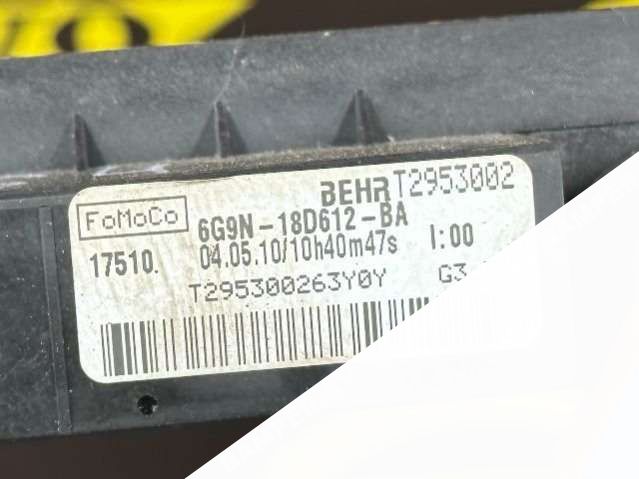 BEHR T2953002
FoMoCo
6G9N-18D612-BA
17510. 04.05.10/10h40m47s I:00
T295300263Y0Y G3